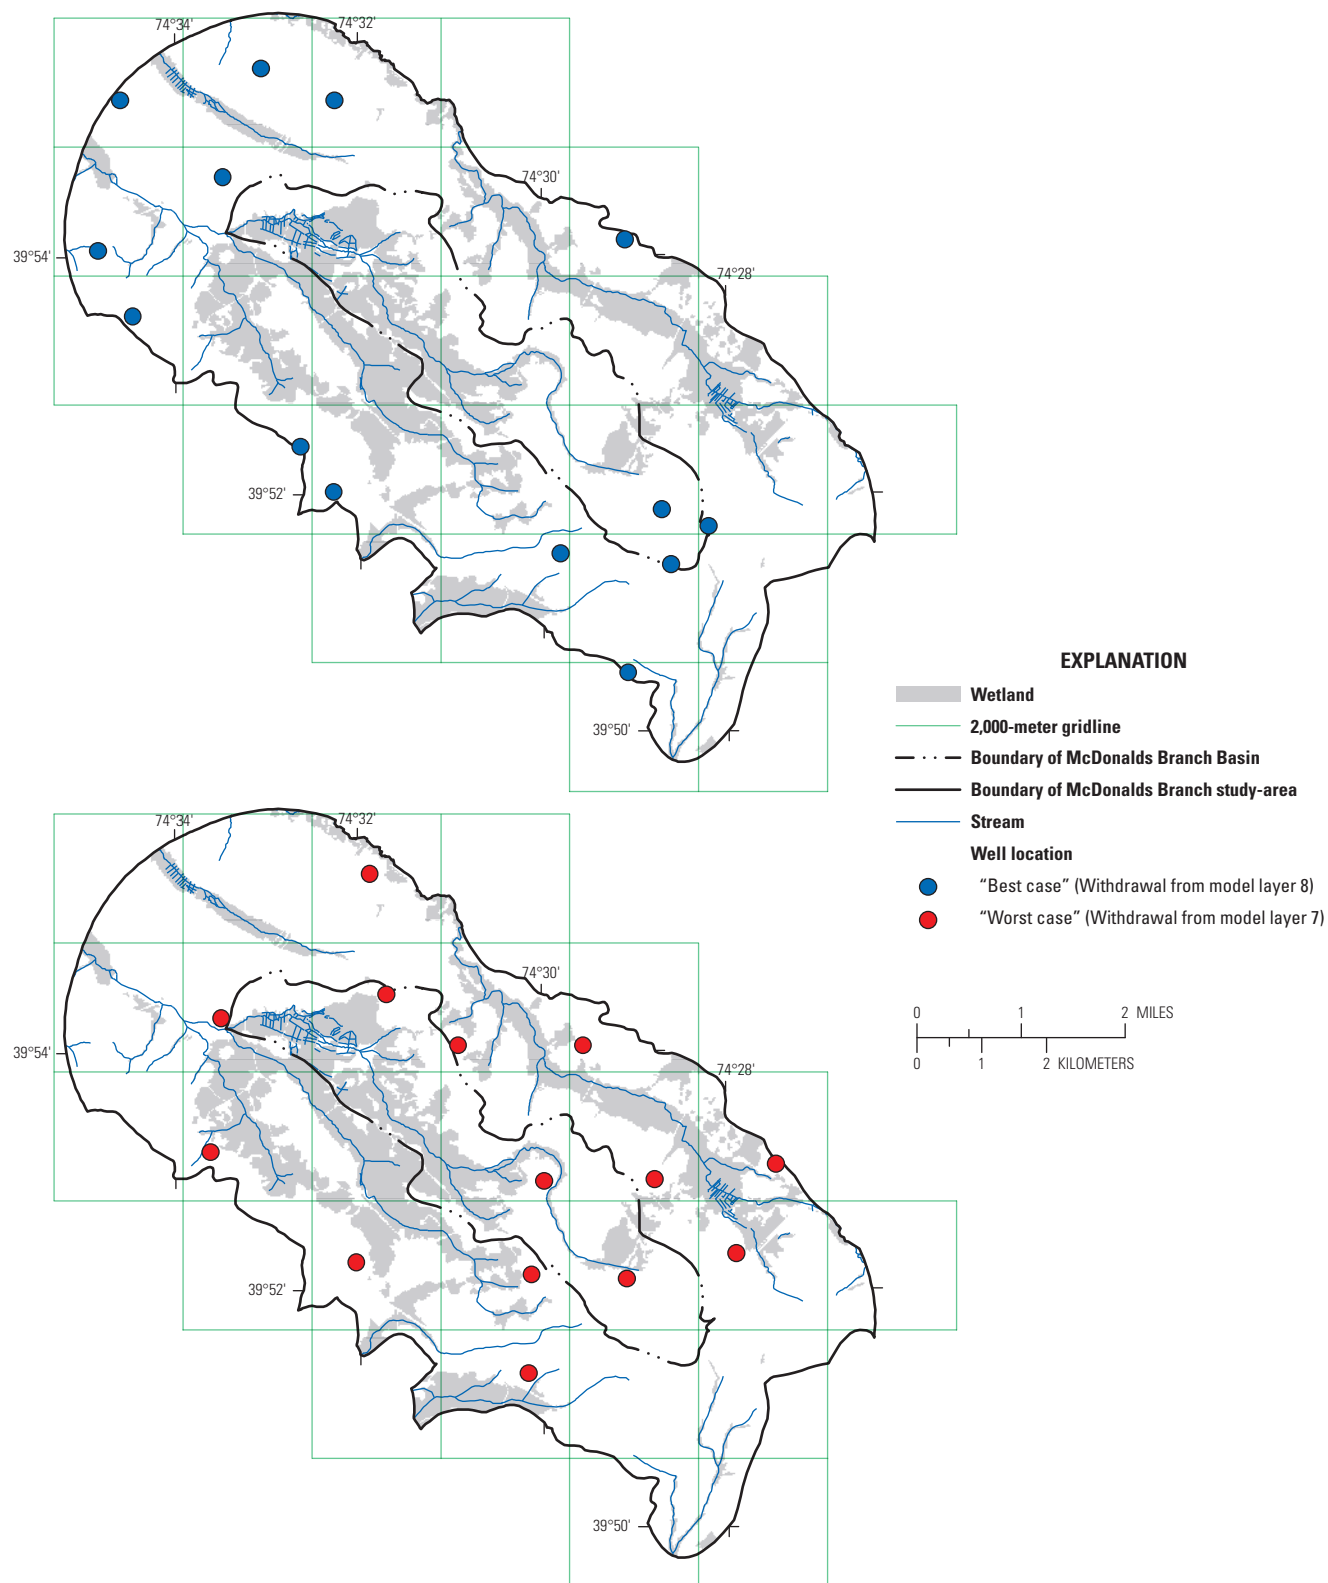 74°34'
74°32'
74°30'
39°54'
74°28'
39°52'
39°50'
EXPLANATION
Wetland
2,000-meter gridline
Boundary of McDonalds Branch Basin
Boundary of McDonalds Branch study-area
Stream
Well location
“Best case” (Withdrawal from model layer 8)
“Worst case” (Withdrawal from model layer 7)
0 1 2 MILES
0 1 2 KILOMETERS
74°34'
74°32'
74°30'
39°54'
74°28'
39°52'
39°50'